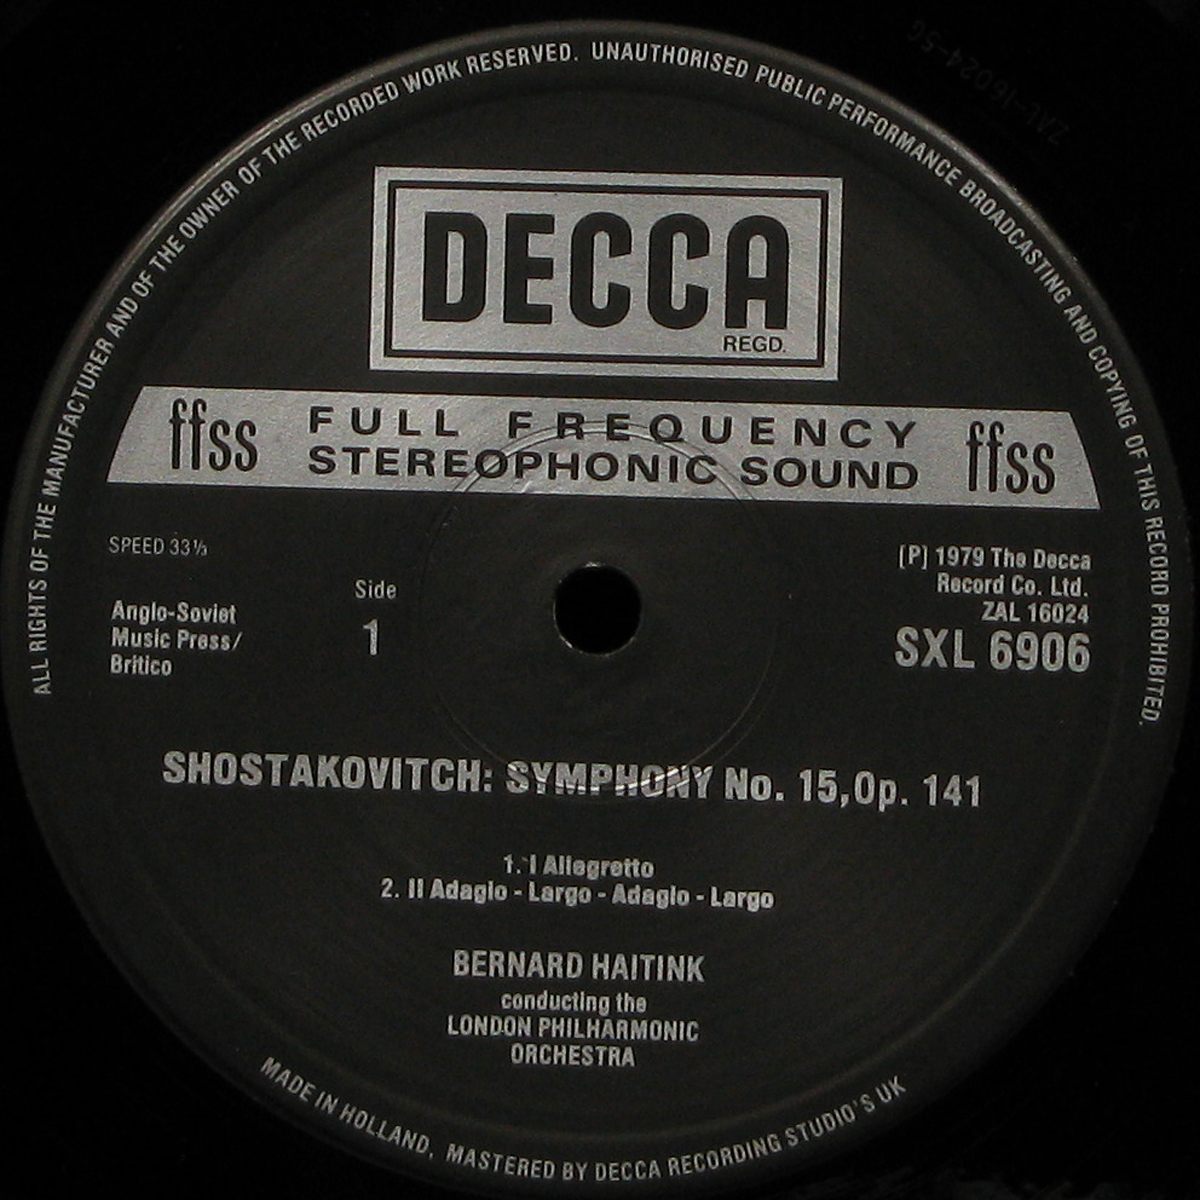 ALL RIGHTS OF THE MANUFACTURER AND OF THE OWNER OF THE RECORDED WORK RESERVED. UNAUTHORISED PUBLIC PERFORMANCE BROADCASTING AND COPYING OF THIS RECORD PROHIBITED.
ZAL-16024-5G
DECCA
REGD.
ffss FULL FREQUENCY ffss
STEREOPHONIC SOUND
SPEED 33⅓
Anglo-Soviet
Music Press/
Britico
Side
1
[P] 1979 The Decca
Record Co. Ltd.
ZAL 16024
SXL 6906
SHOSTAKOVITCH: SYMPHONY No. 15,Op. 141
1. I Allegretto
2. II Adagio - Largo - Adagio - Largo
BERNARD HAITINK
conducting the
LONDON PHILHARMONIC
ORCHESTRA
MADE IN HOLLAND. MASTERED BY DECCA RECORDING STUDIO'S UK